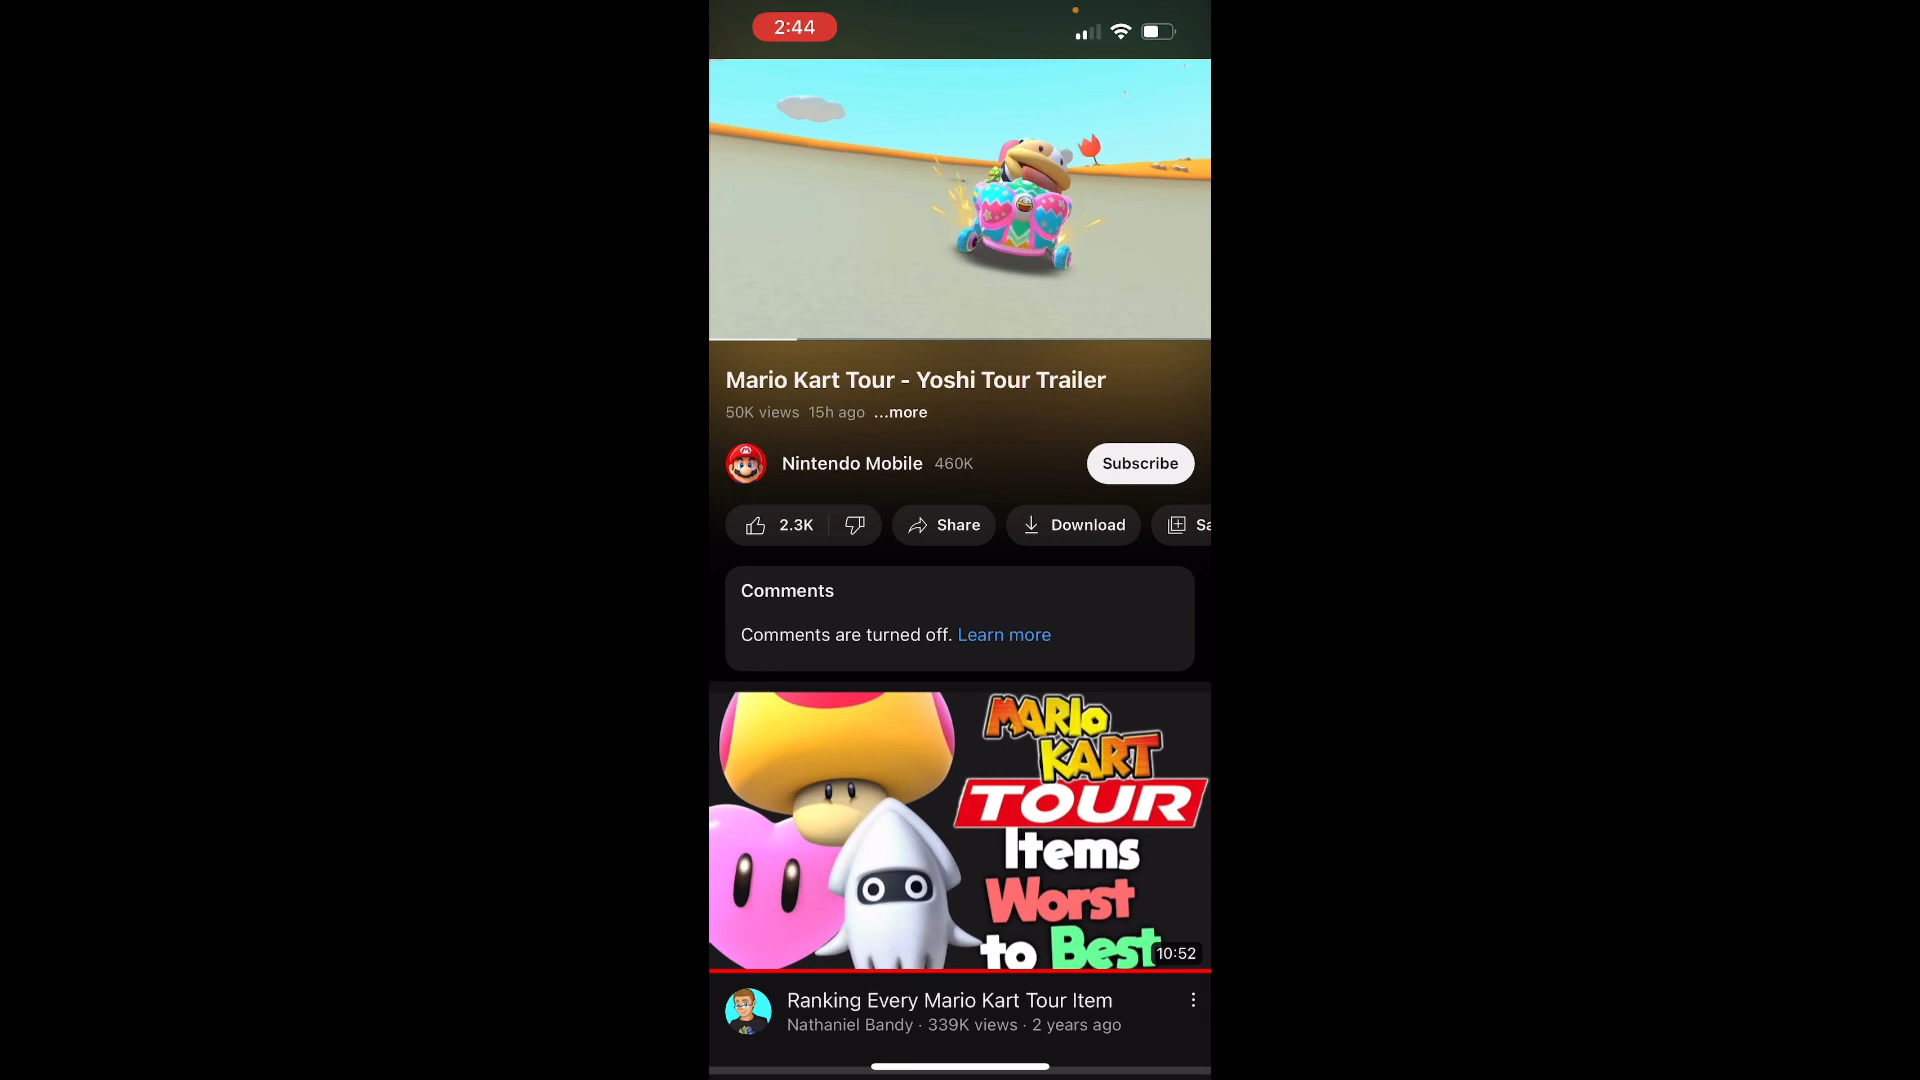 2:44
Mario Kart Tour - Yoshi Tour Trailer
50K views 15h ago ...more
Nintendo Mobile 460K
Subscribe
2.3K Share Download Sa
Comments
Comments are turned off. Learn more
MARIO
KART
TOUR
Items
Worst
to Best
10:52
Ranking Every Mario Kart Tour Item
Nathaniel Bandy · 339K views · 2 years ago